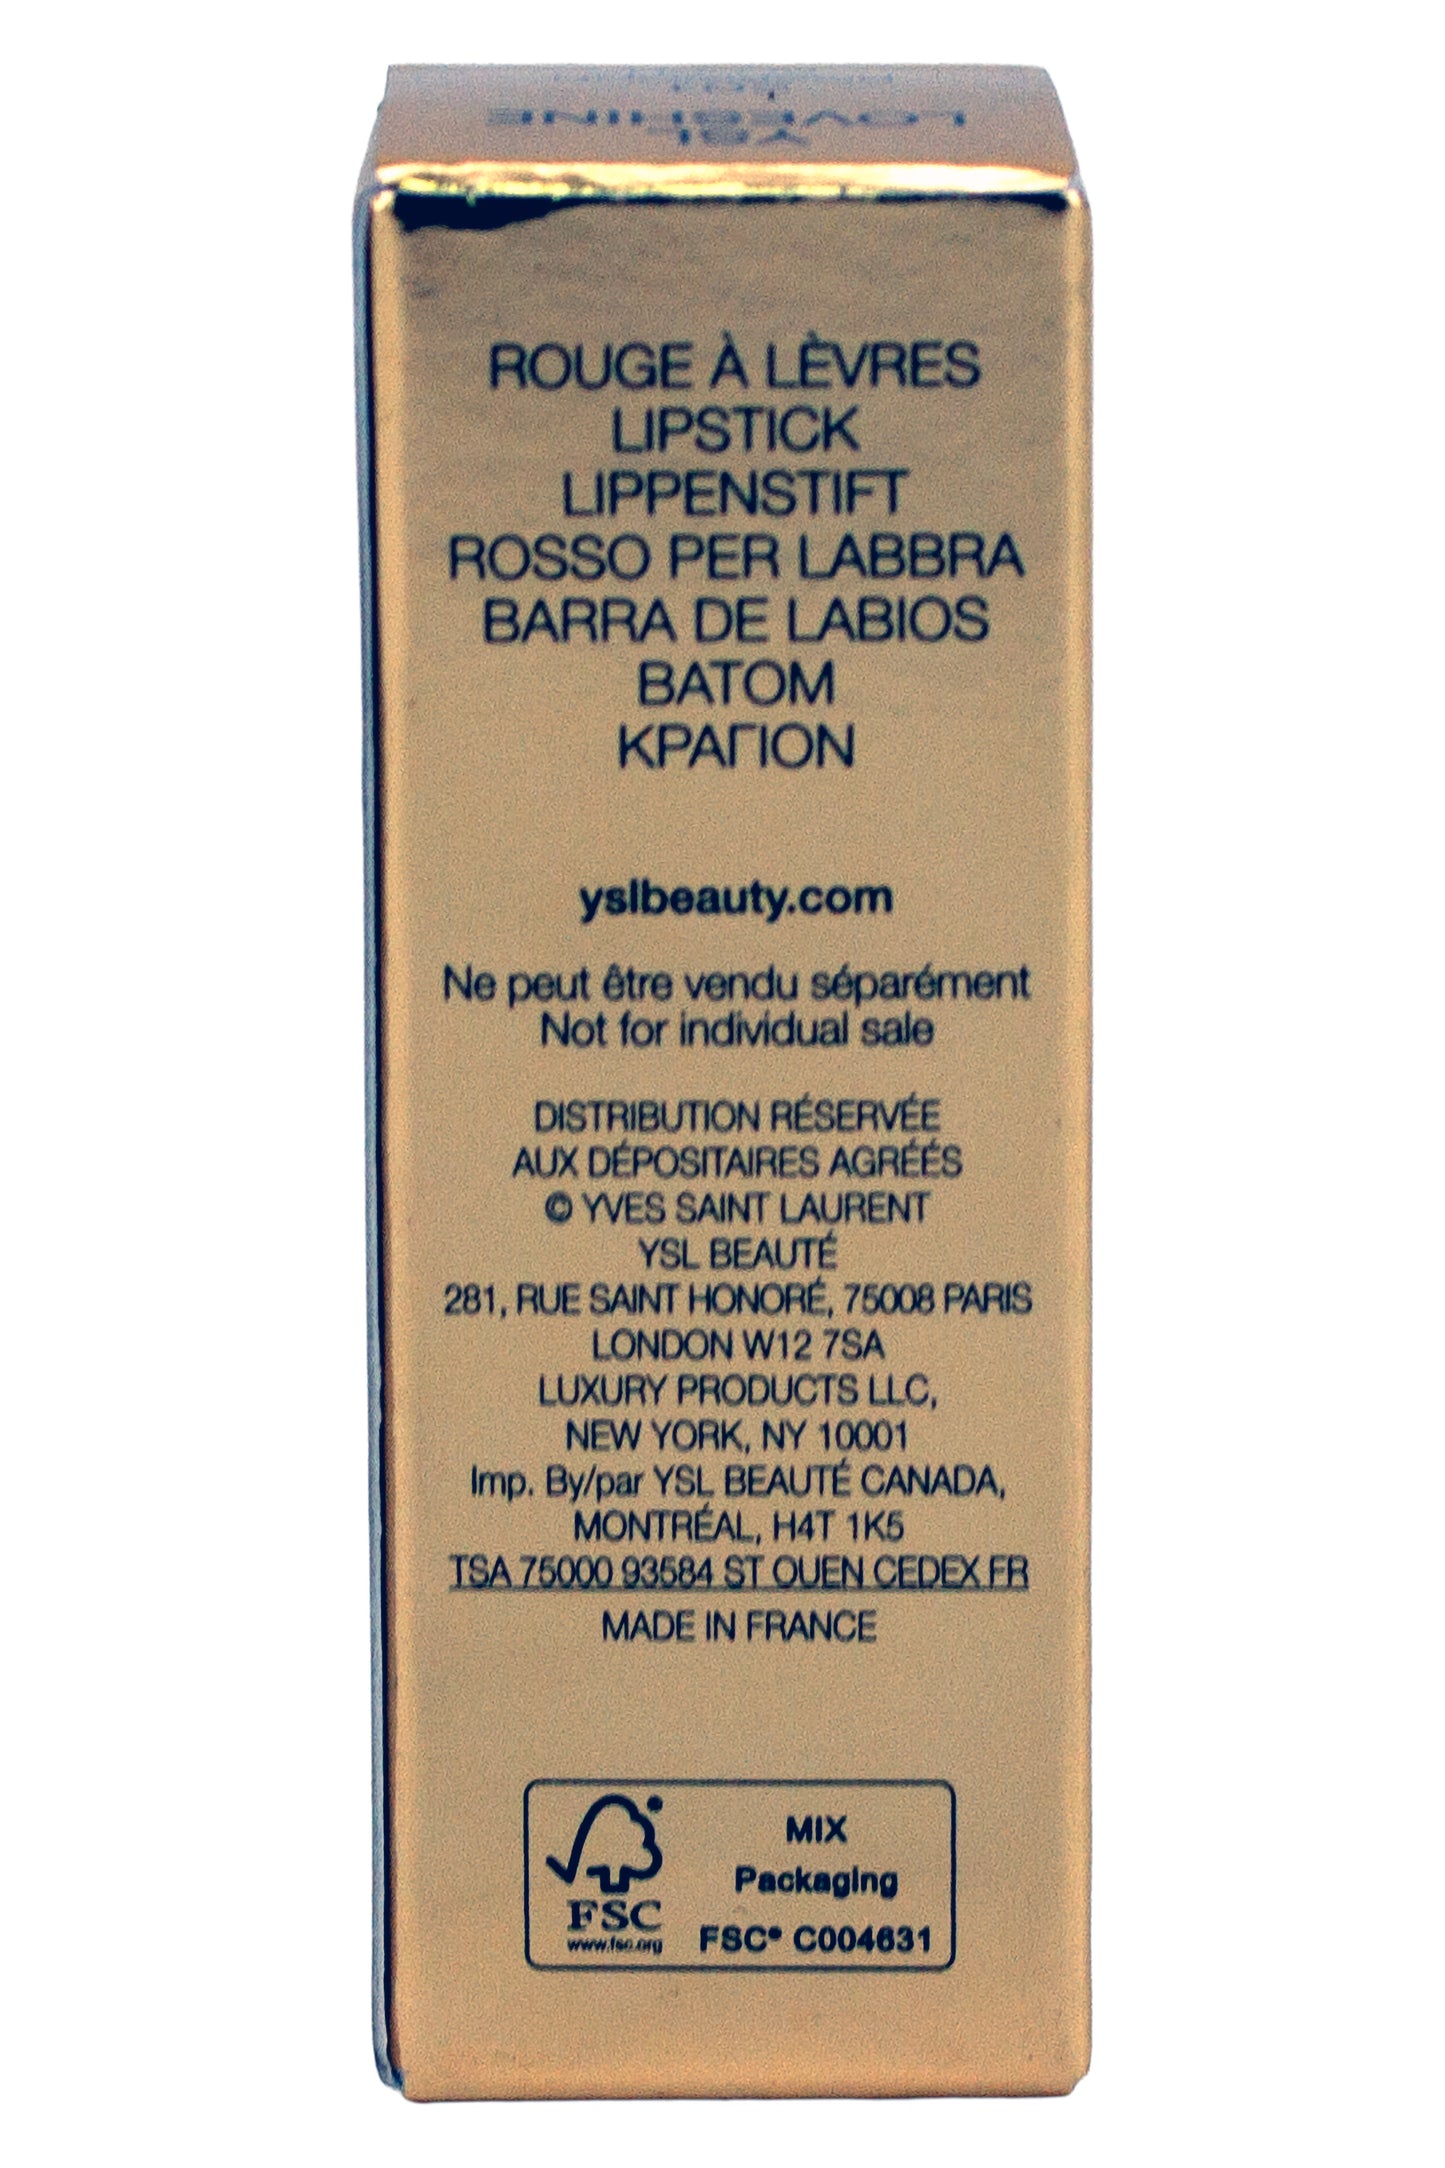 YSL
LOVESHINE
ROUGE À LÈVRES
LIPSTICK
LIPPENSTIFT
ROSSO PER LABBRA
BARRA DE LABIOS
BATOM
ΚΡΑΓΙΟΝ
yslbeauty.com
Ne peut être vendu séparément
Not for individual sale
DISTRIBUTION RÉSERVÉE
AUX DÉPOSITAIRES AGRÉÉS
© YVES SAINT LAURENT
YSL BEAUTÉ
281, RUE SAINT HONORÉ, 75008 PARIS
LONDON W12 7SA
LUXURY PRODUCTS LLC,
NEW YORK, NY 10001
Imp. By/par YSL BEAUTÉ CANADA,
MONTRÉAL, H4T 1K5
TSA 75000 93584 ST OUEN CEDEX FR
MADE IN FRANCE
FSC
www.fsc.org
MIX
Packaging
FSC® C004631